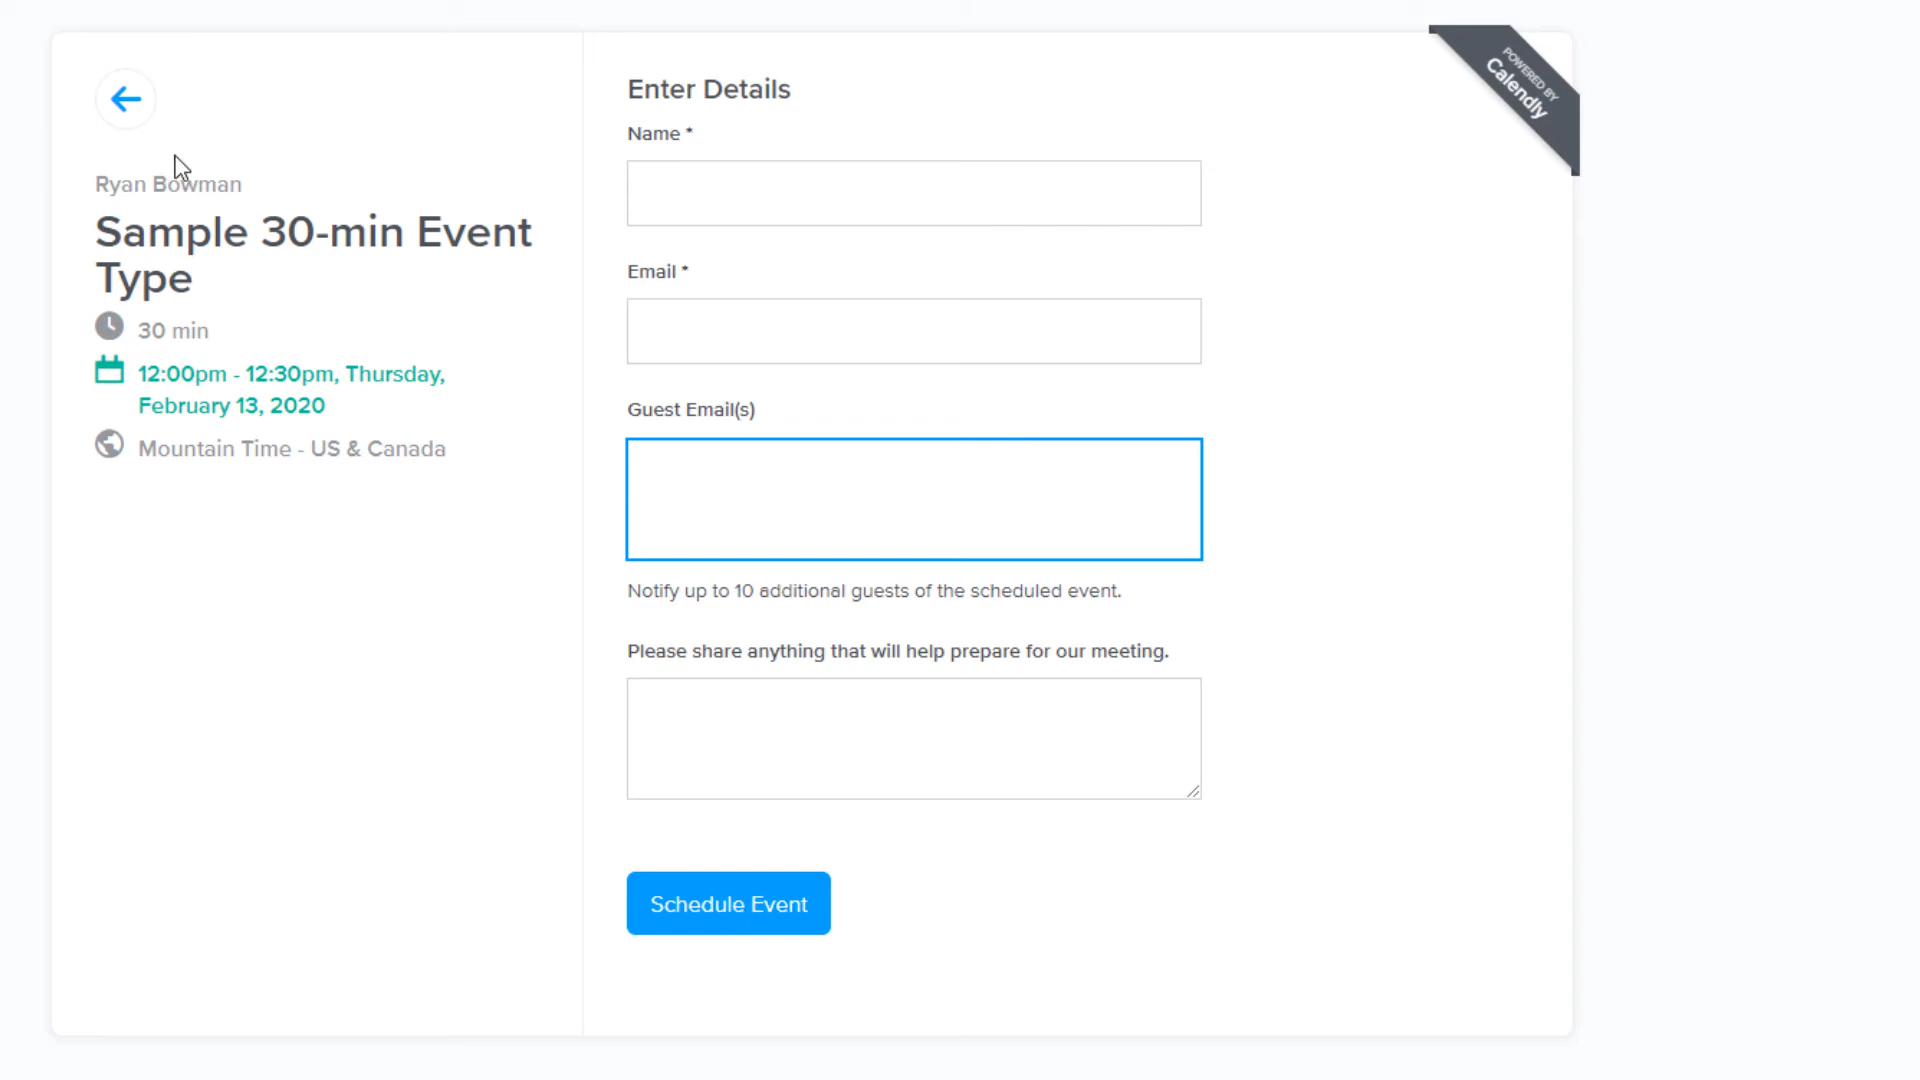 Ryan Bowman
Sample 30-min Event
Type
30 min
12:00pm - 12:30pm, Thursday,
February 13, 2020
Mountain Time - US & Canada
Enter Details
Name *
Email *
Guest Email(s)
Notify up to 10 additional guests of the scheduled event.
Please share anything that will help prepare for our meeting.
Schedule Event
POWERED BY
Calendly